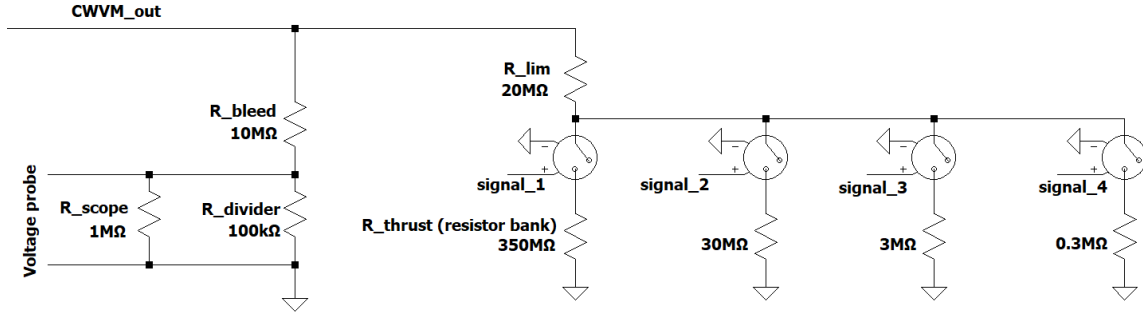 CWVM_out
R_lim
20MΩ
R_bleed
10MΩ
Voltage probe
R_scope
1MΩ
R_divider
100kΩ
signal_1
signal_2
signal_3
signal_4
R_thrust (resistor bank)
350MΩ
30MΩ
3MΩ
0.3MΩ
− +
− +
− +
− +